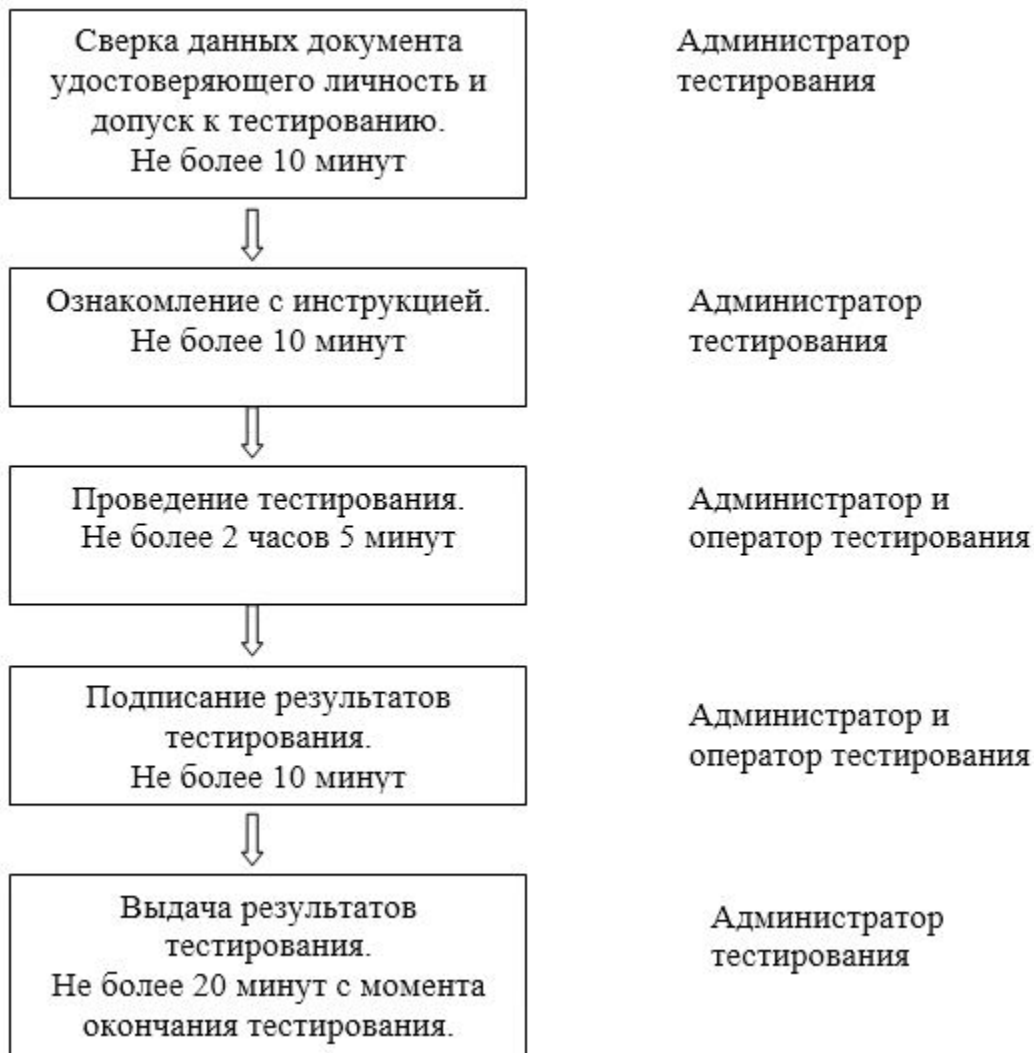 Сверка данных документа
удостоверяющего личность и
допуск к тестированию.
Не более 10 минут
Администратор
тестирования
Ознакомление с инструкцией.
Не более 10 минут
Администратор
тестирования
Проведение тестирования.
Не более 2 часов 5 минут
Администратор и
оператор тестирования
Подписание результатов
тестирования.
Не более 10 минут
Администратор и
оператор тестирования
Выдача результатов
тестирования.
Не более 20 минут с момента
окончания тестирования.
Администратор
тестирования